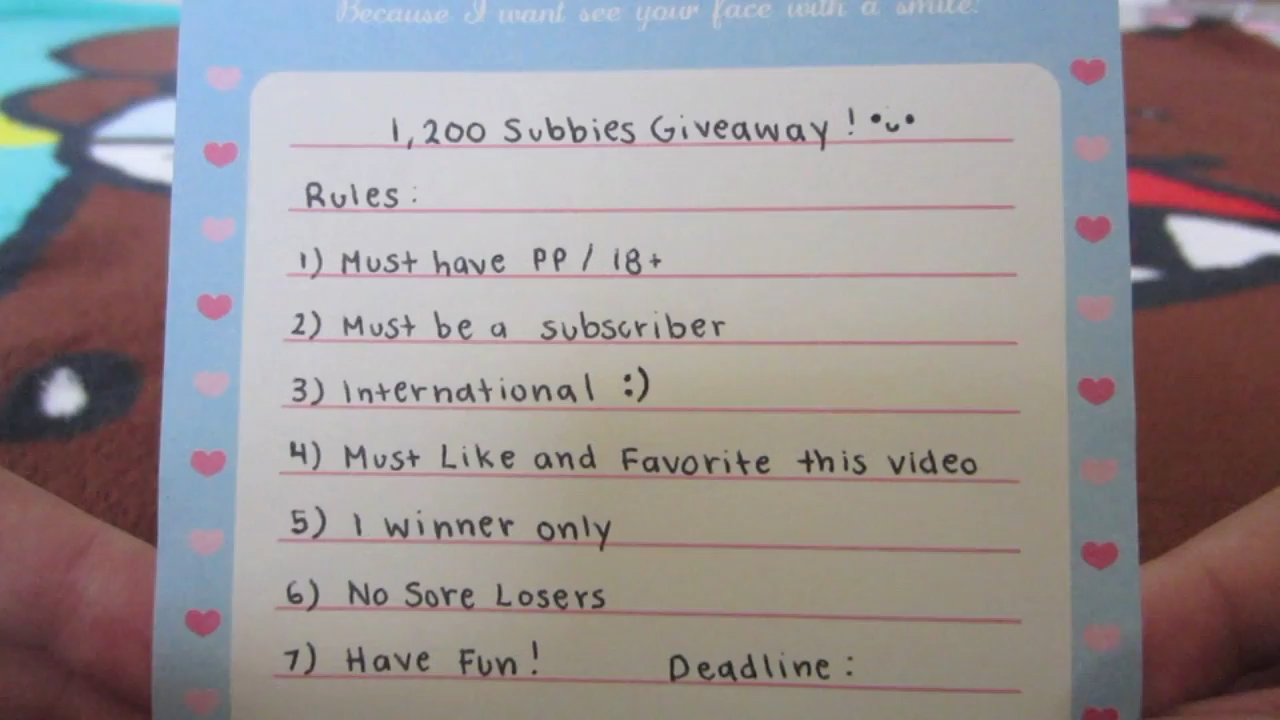 Because I want see your face with a smile!
1,200 Subbies Giveaway! •ᴗ•
Rules:
1) Must have PP / 18+
2) Must be a subscriber
3) International :)
4) Must Like and Favorite this video
5) 1 winner only
6) No Sore Losers
7) Have Fun! Deadline: